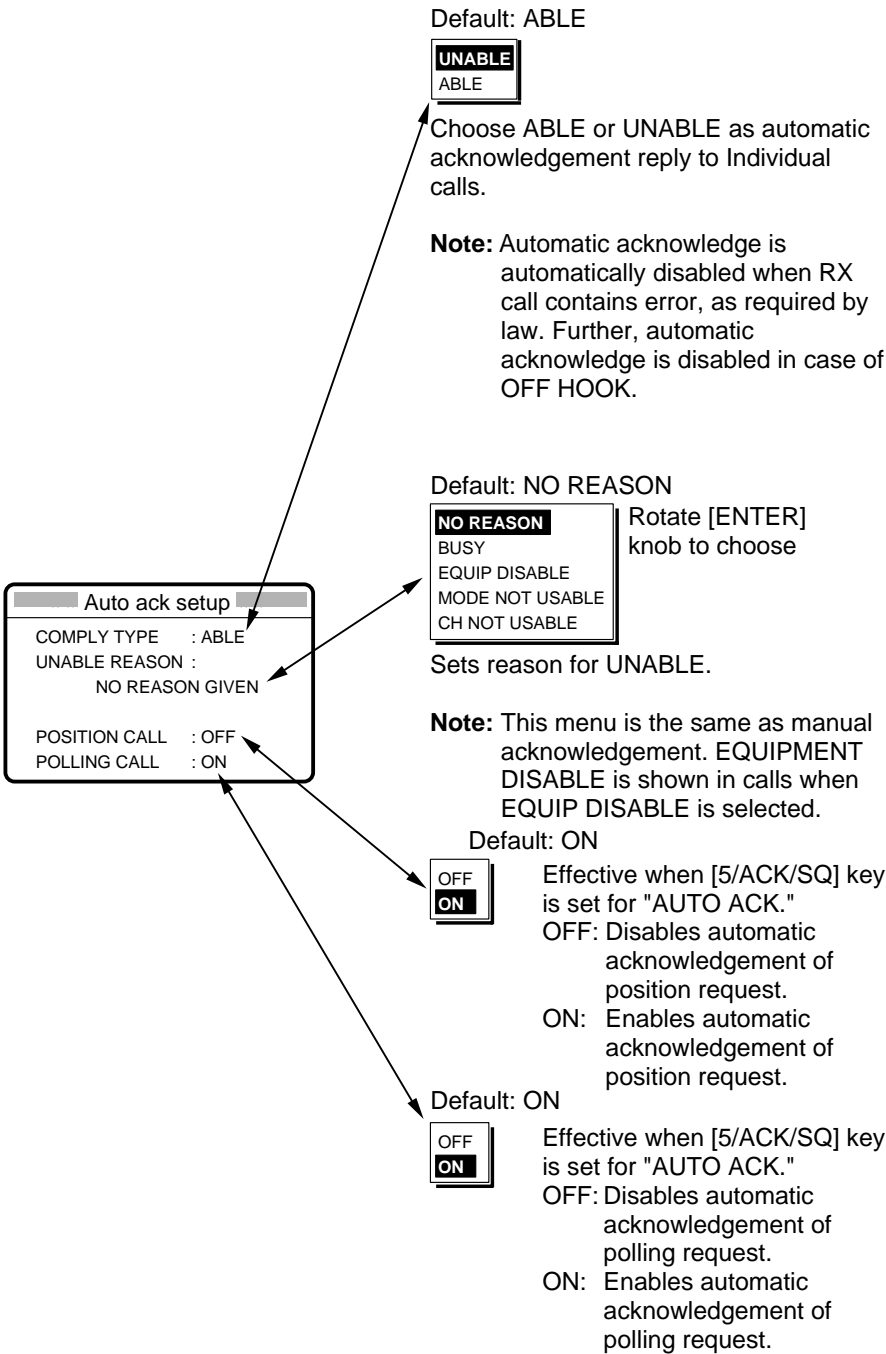 Default: ABLE
UNABLE
ABLE
Choose ABLE or UNABLE as automatic
acknowledgement reply to Individual
calls.
Note: Automatic acknowledge is
automatically disabled when RX
call contains error, as required by
law. Further, automatic
acknowledge is disabled in case of
OFF HOOK.
Default: NO REASON
NO REASON
BUSY
EQUIP DISABLE
MODE NOT USABLE
CH NOT USABLE
Rotate [ENTER]
knob to choose
Sets reason for UNABLE.
Note: This menu is the same as manual
acknowledgement. EQUIPMENT
DISABLE is shown in calls when
EQUIP DISABLE is selected.
Auto ack setup
COMPLY TYPE : ABLE
UNABLE REASON :
NO REASON GIVEN
POSITION CALL : OFF
POLLING CALL : ON
Default: ON
OFF
ON
Effective when [5/ACK/SQ] key
is set for "AUTO ACK."
OFF: Disables automatic
acknowledgement of
position request.
ON: Enables automatic
acknowledgement of
position request.
Default: ON
OFF
ON
Effective when [5/ACK/SQ] key
is set for "AUTO ACK."
OFF: Disables automatic
acknowledgement of
polling request.
ON: Enables automatic
acknowledgement of
polling request.